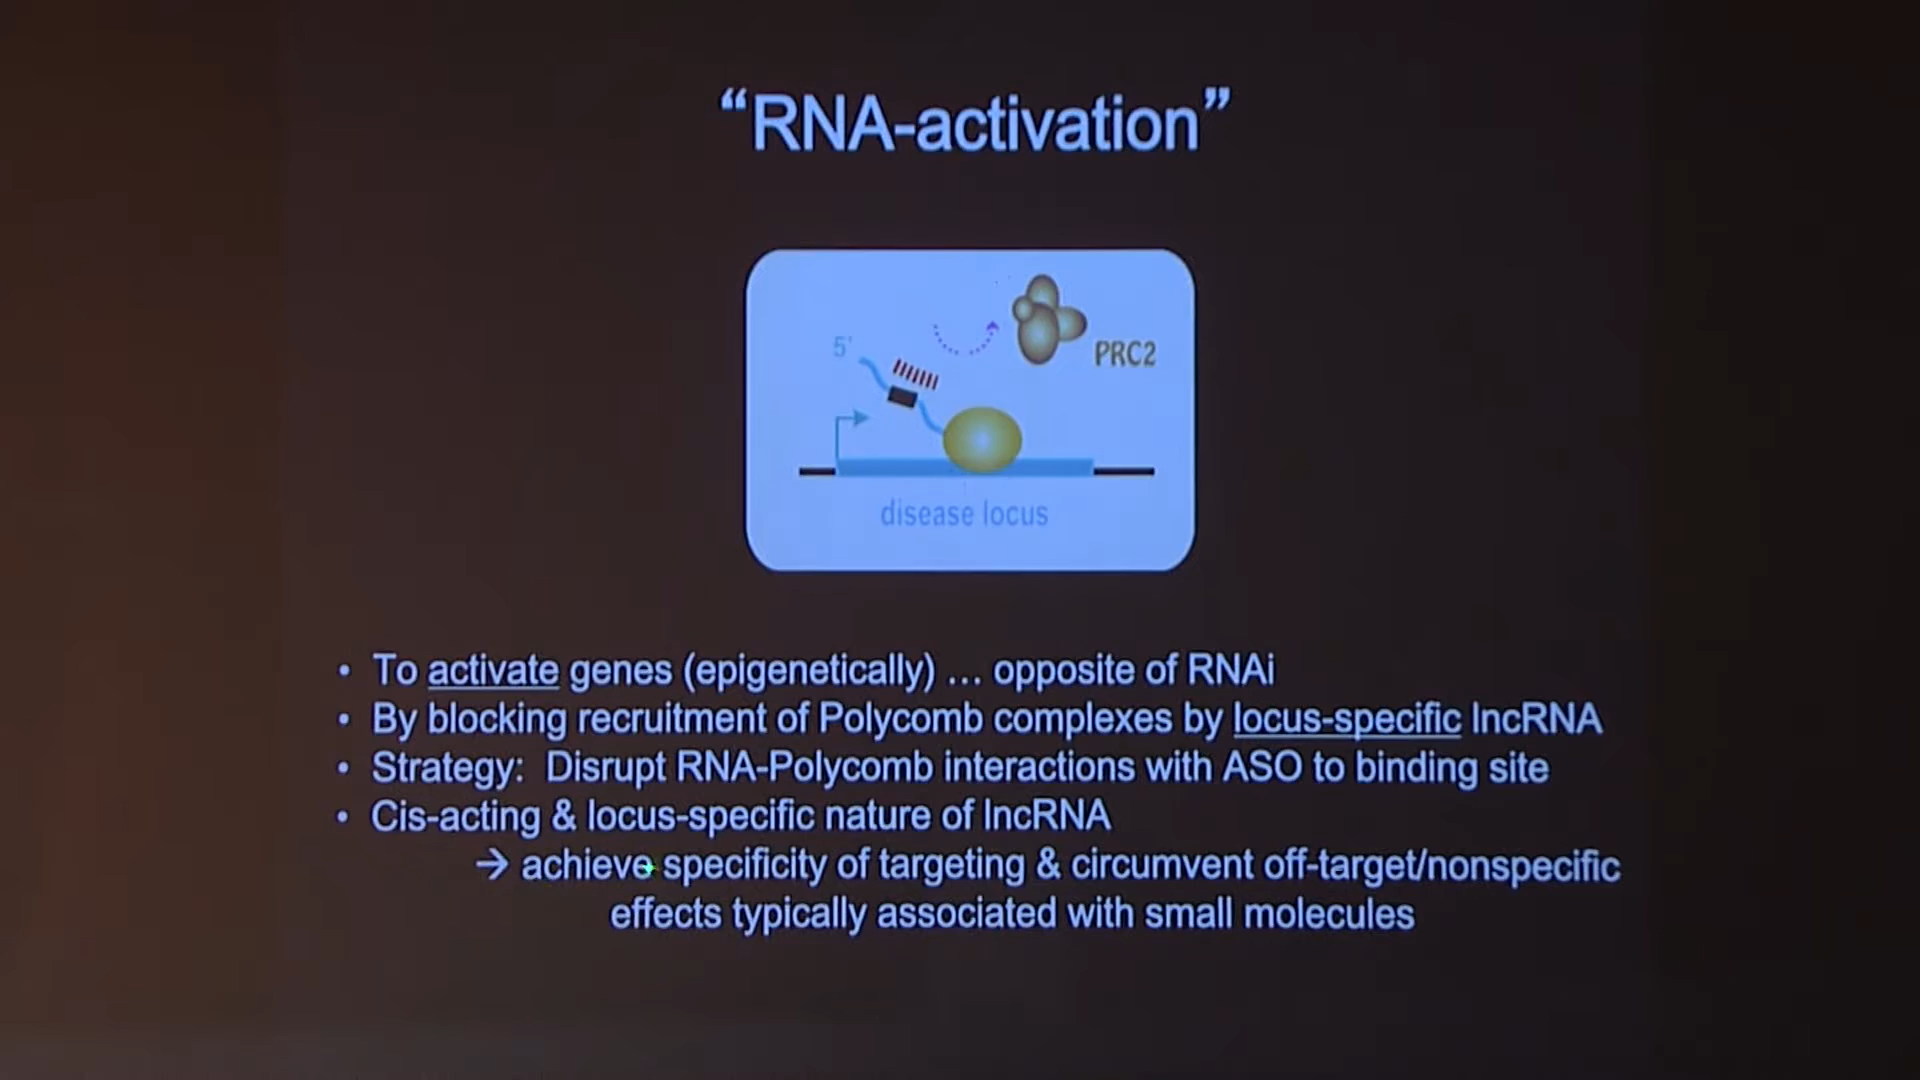 “RNA-activation”
5'
PRC2
disease locus
• To activate genes (epigenetically) … opposite of RNAi
• By blocking recruitment of Polycomb complexes by locus-specific lncRNA
• Strategy: Disrupt RNA-Polycomb interactions with ASO to binding site
• Cis-acting & locus-specific nature of lncRNA
→ achieve specificity of targeting & circumvent off-target/nonspecific
effects typically associated with small molecules